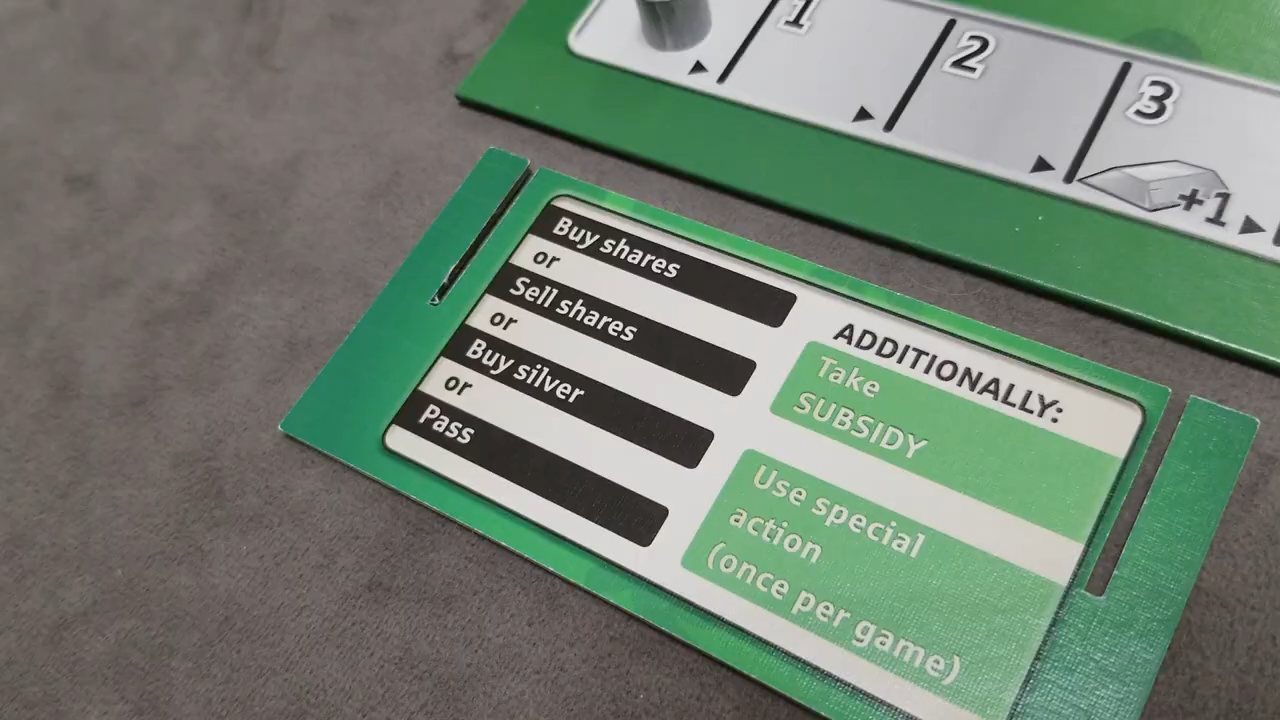 1
2
3
+1
Buy shares
or
Sell shares
or
Buy silver
or
Pass
ADDITIONALLY:
Take
SUBSIDY
Use special
action
(once per game)